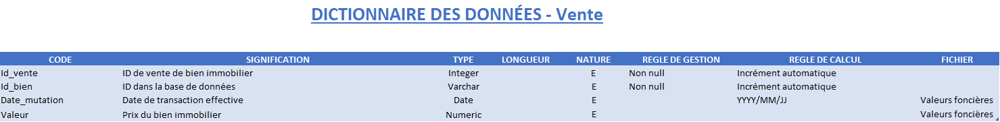 DICTIONNAIRE DES DONNÉES - Vente
CODE SIGNIFICATION TYPE LONGUEUR NATURE REGLE DE GESTION REGLE DE CALCUL FICHIER
Id_vente ID de vente de bien immobilier Integer E Non null Incrément automatique
Id_bien ID dans la base de données Varchar E Non null Incrément automatique
Date_mutation Date de transaction effective Date E YYYY/MM/JJ Valeurs foncières
Valeur Prix du bien immobilier Numeric E Valeurs foncières